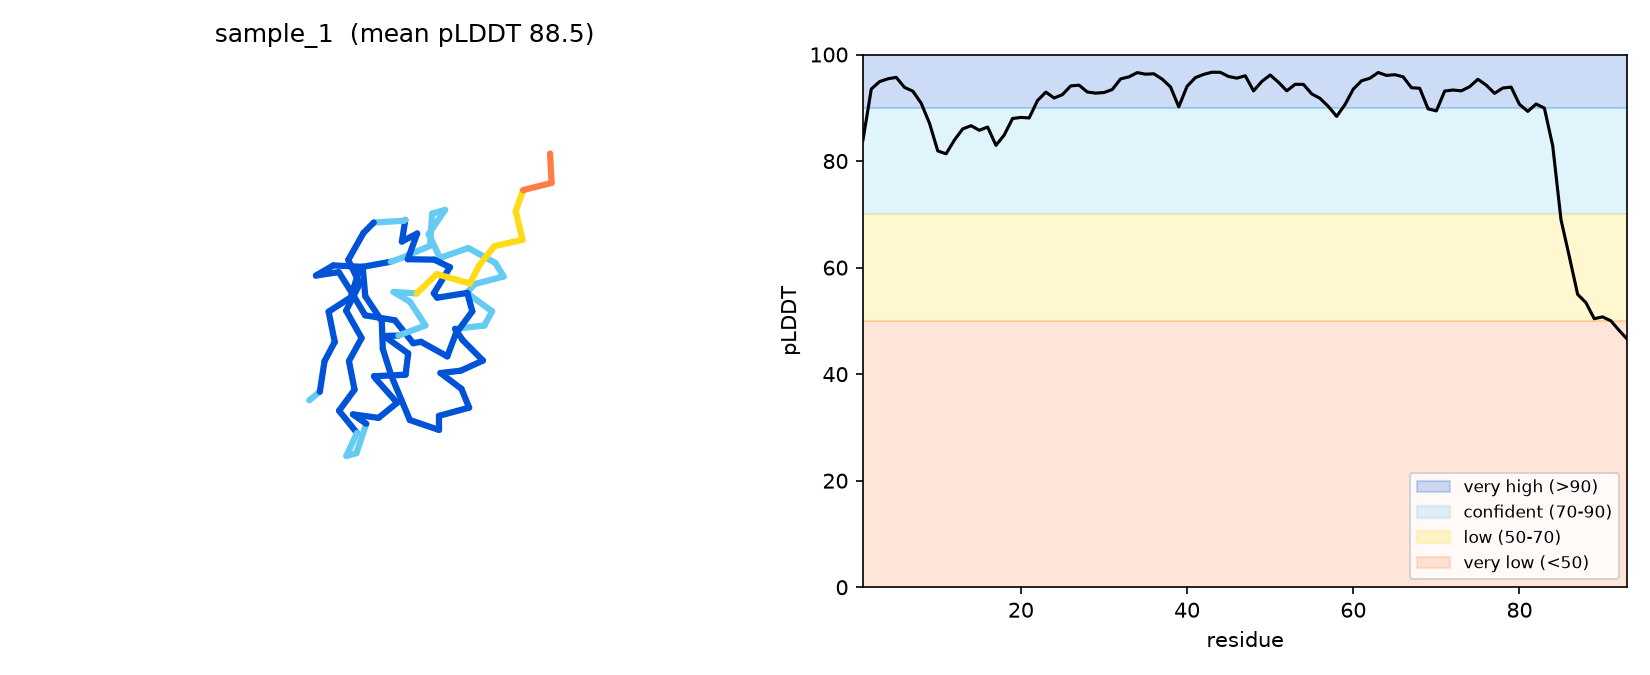 sample_1  (mean pLDDT 88.5)
100
80
60
40
20
0
pLDDT
20
40
60
80
residue
very high (>90)
confident (70-90)
low (50-70)
very low (<50)